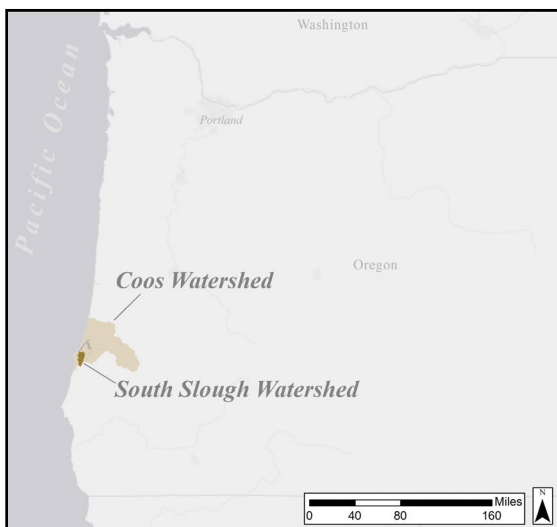 Washington
Pacific Ocean
Portland
Oregon
Coos Watershed
South Slough Watershed
Miles
0 40 80 160
N